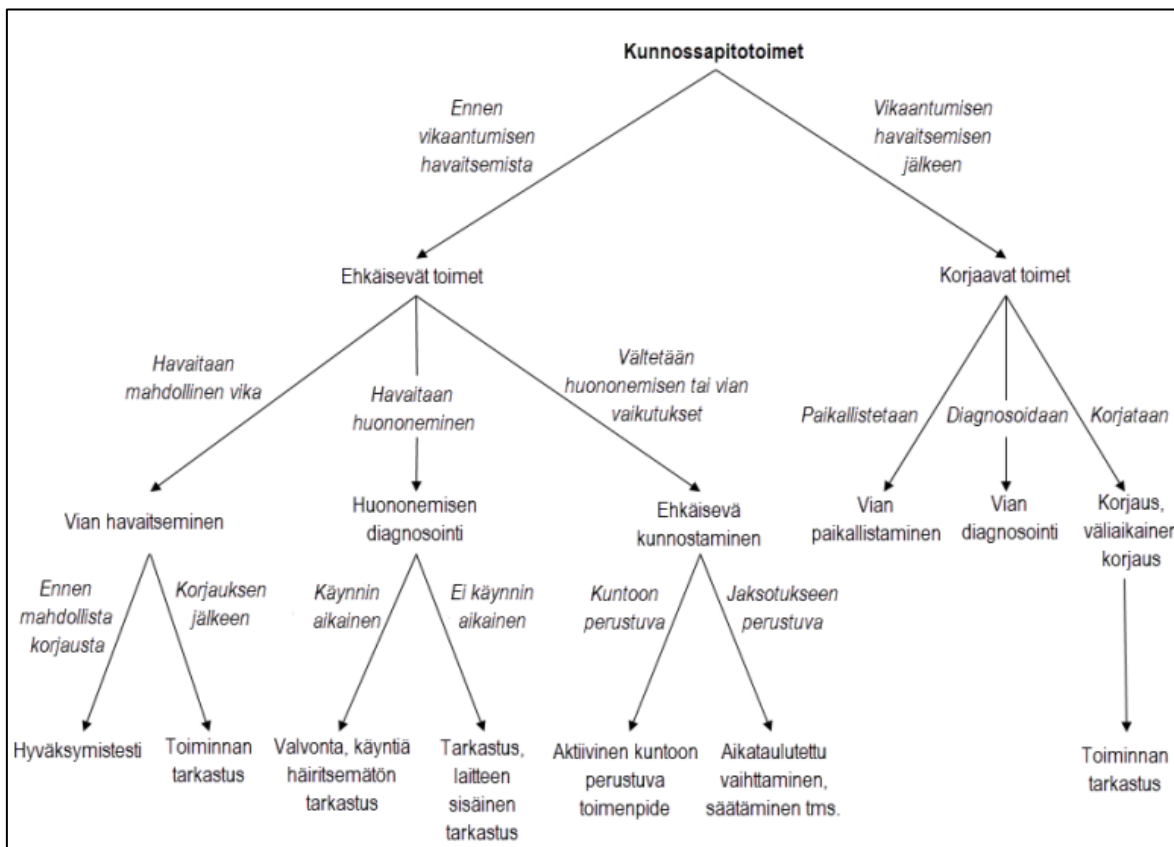 Kunnossapitotoimet
Ennen
vikaantumisen
havaitsemista
Vikaantumisen
havaitsemisen
jälkeen
Ehkäisevät toimet
Korjaavat toimet
Havaitaan
mahdollinen vika
Havaitaan
huononeminen
Vältetään
huononemisen tai vian
vaikutukset
Paikallistetaan
Diagnosoidaan
Korjataan
Vian havaitseminen
Huononemisen
diagnosointi
Ehkäisevä
kunnostaminen
Vian
paikallistaminen
Vian
diagnosointi
Korjaus,
väliaikainen
korjaus
Ennen
mahdollista
korjausta
Korjauksen
jälkeen
Käynnin
aikainen
Ei käynnin
aikainen
Kuntoon
perustuva
Jaksotukseen
perustuva
Hyväksymistesti
Toiminnan
tarkastus
Valvonta, käyntiä
häiritsemätön
tarkastus
Tarkastus,
laitteen
sisäinen
tarkastus
Aktiivinen kuntoon
perustuva
toimenpide
Aikataulutettu
vaihttaminen,
säätäminen tms.
Toiminnan
tarkastus